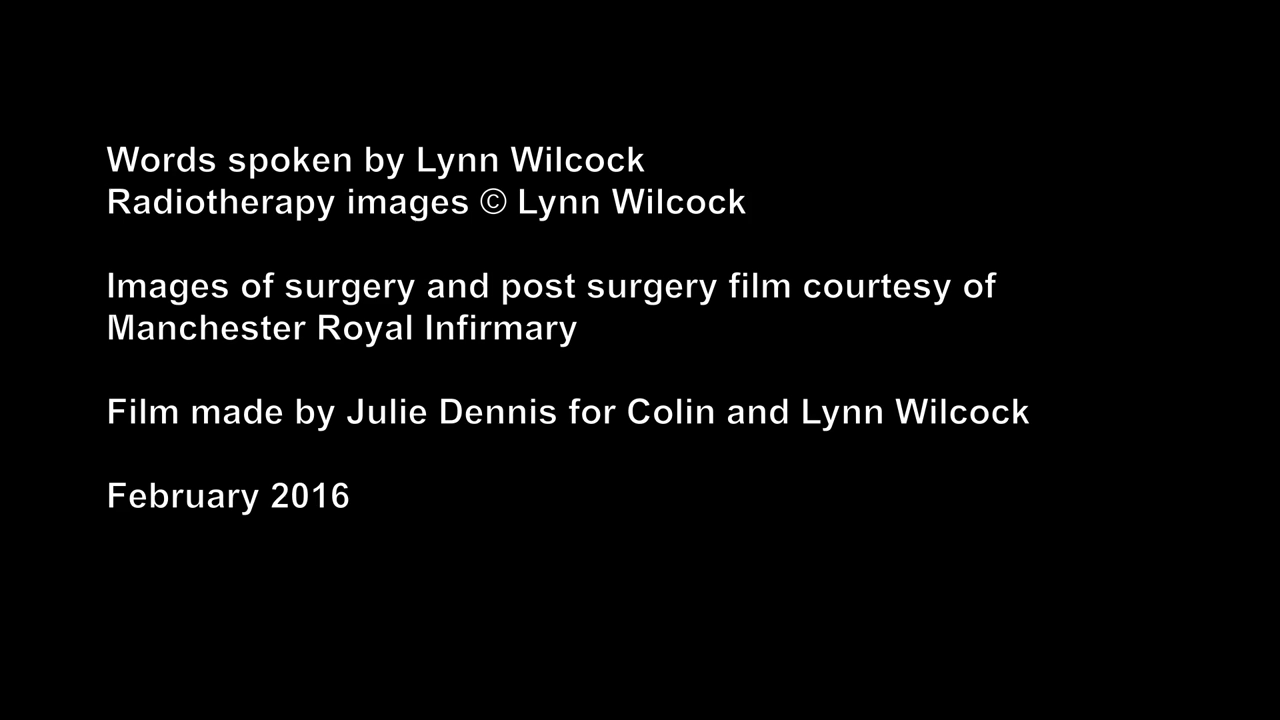 Words spoken by Lynn Wilcock
Radiotherapy images © Lynn Wilcock
Images of surgery and post surgery film courtesy of
Manchester Royal Infirmary
Film made by Julie Dennis for Colin and Lynn Wilcock
February 2016